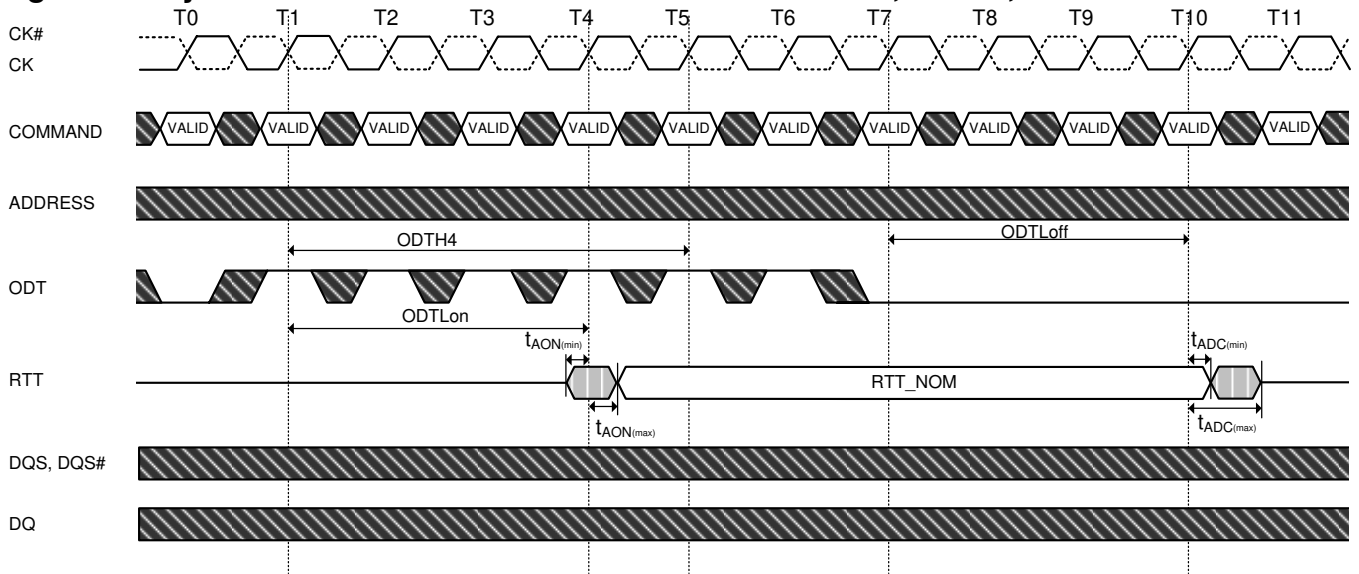 T0 T1 T2 T3 T4 T5 T6 T7 T8 T9 T10 T11
CK#
CK
COMMAND VALID VALID VALID VALID VALID VALID VALID VALID VALID VALID VALID VALID
ADDRESS
ODTH4 ODTLoff
ODT
ODTLon
tAON(min) tADC(min)
RTT RTT_NOM
tAON(max) tADC(max)
DQS, DQS#
DQ